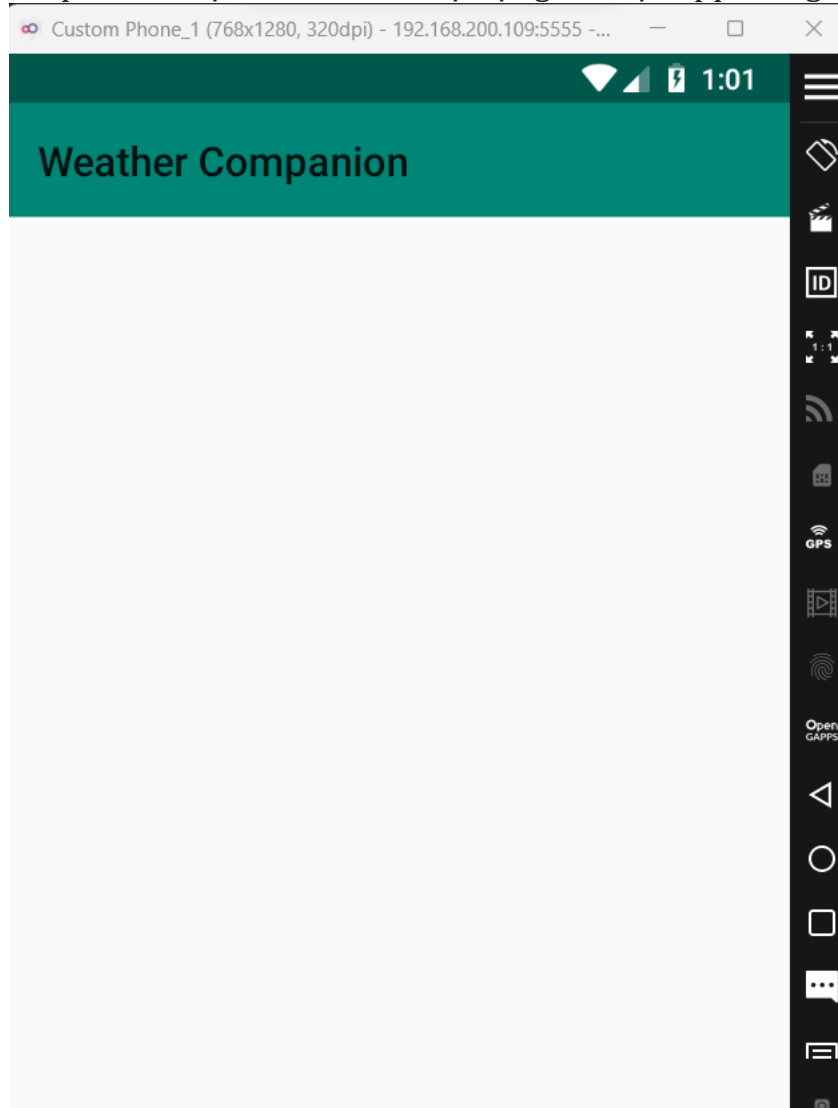 Custom Phone_1 (768x1280, 320dpi) - 192.168.200.109:5555 -...
1:01
Weather Companion
ID
1:1
GPS
Open
GAPPS